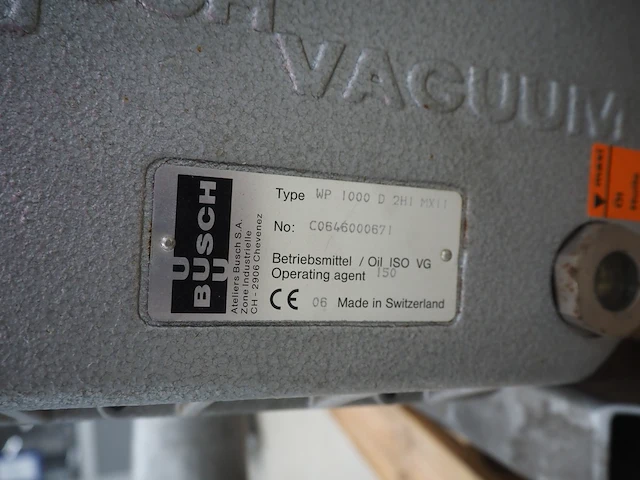 BUSCH
VACUUM
BUSCH
Ateliers Busch S.A.
Zone Industrielle
CH - 2906 Chevenez
Type WP 1000 D 2H1
No: C0646000671
Betriebsmittel / Oil ISO VG
Operating agent 150
CE 06 Made in Switzerland